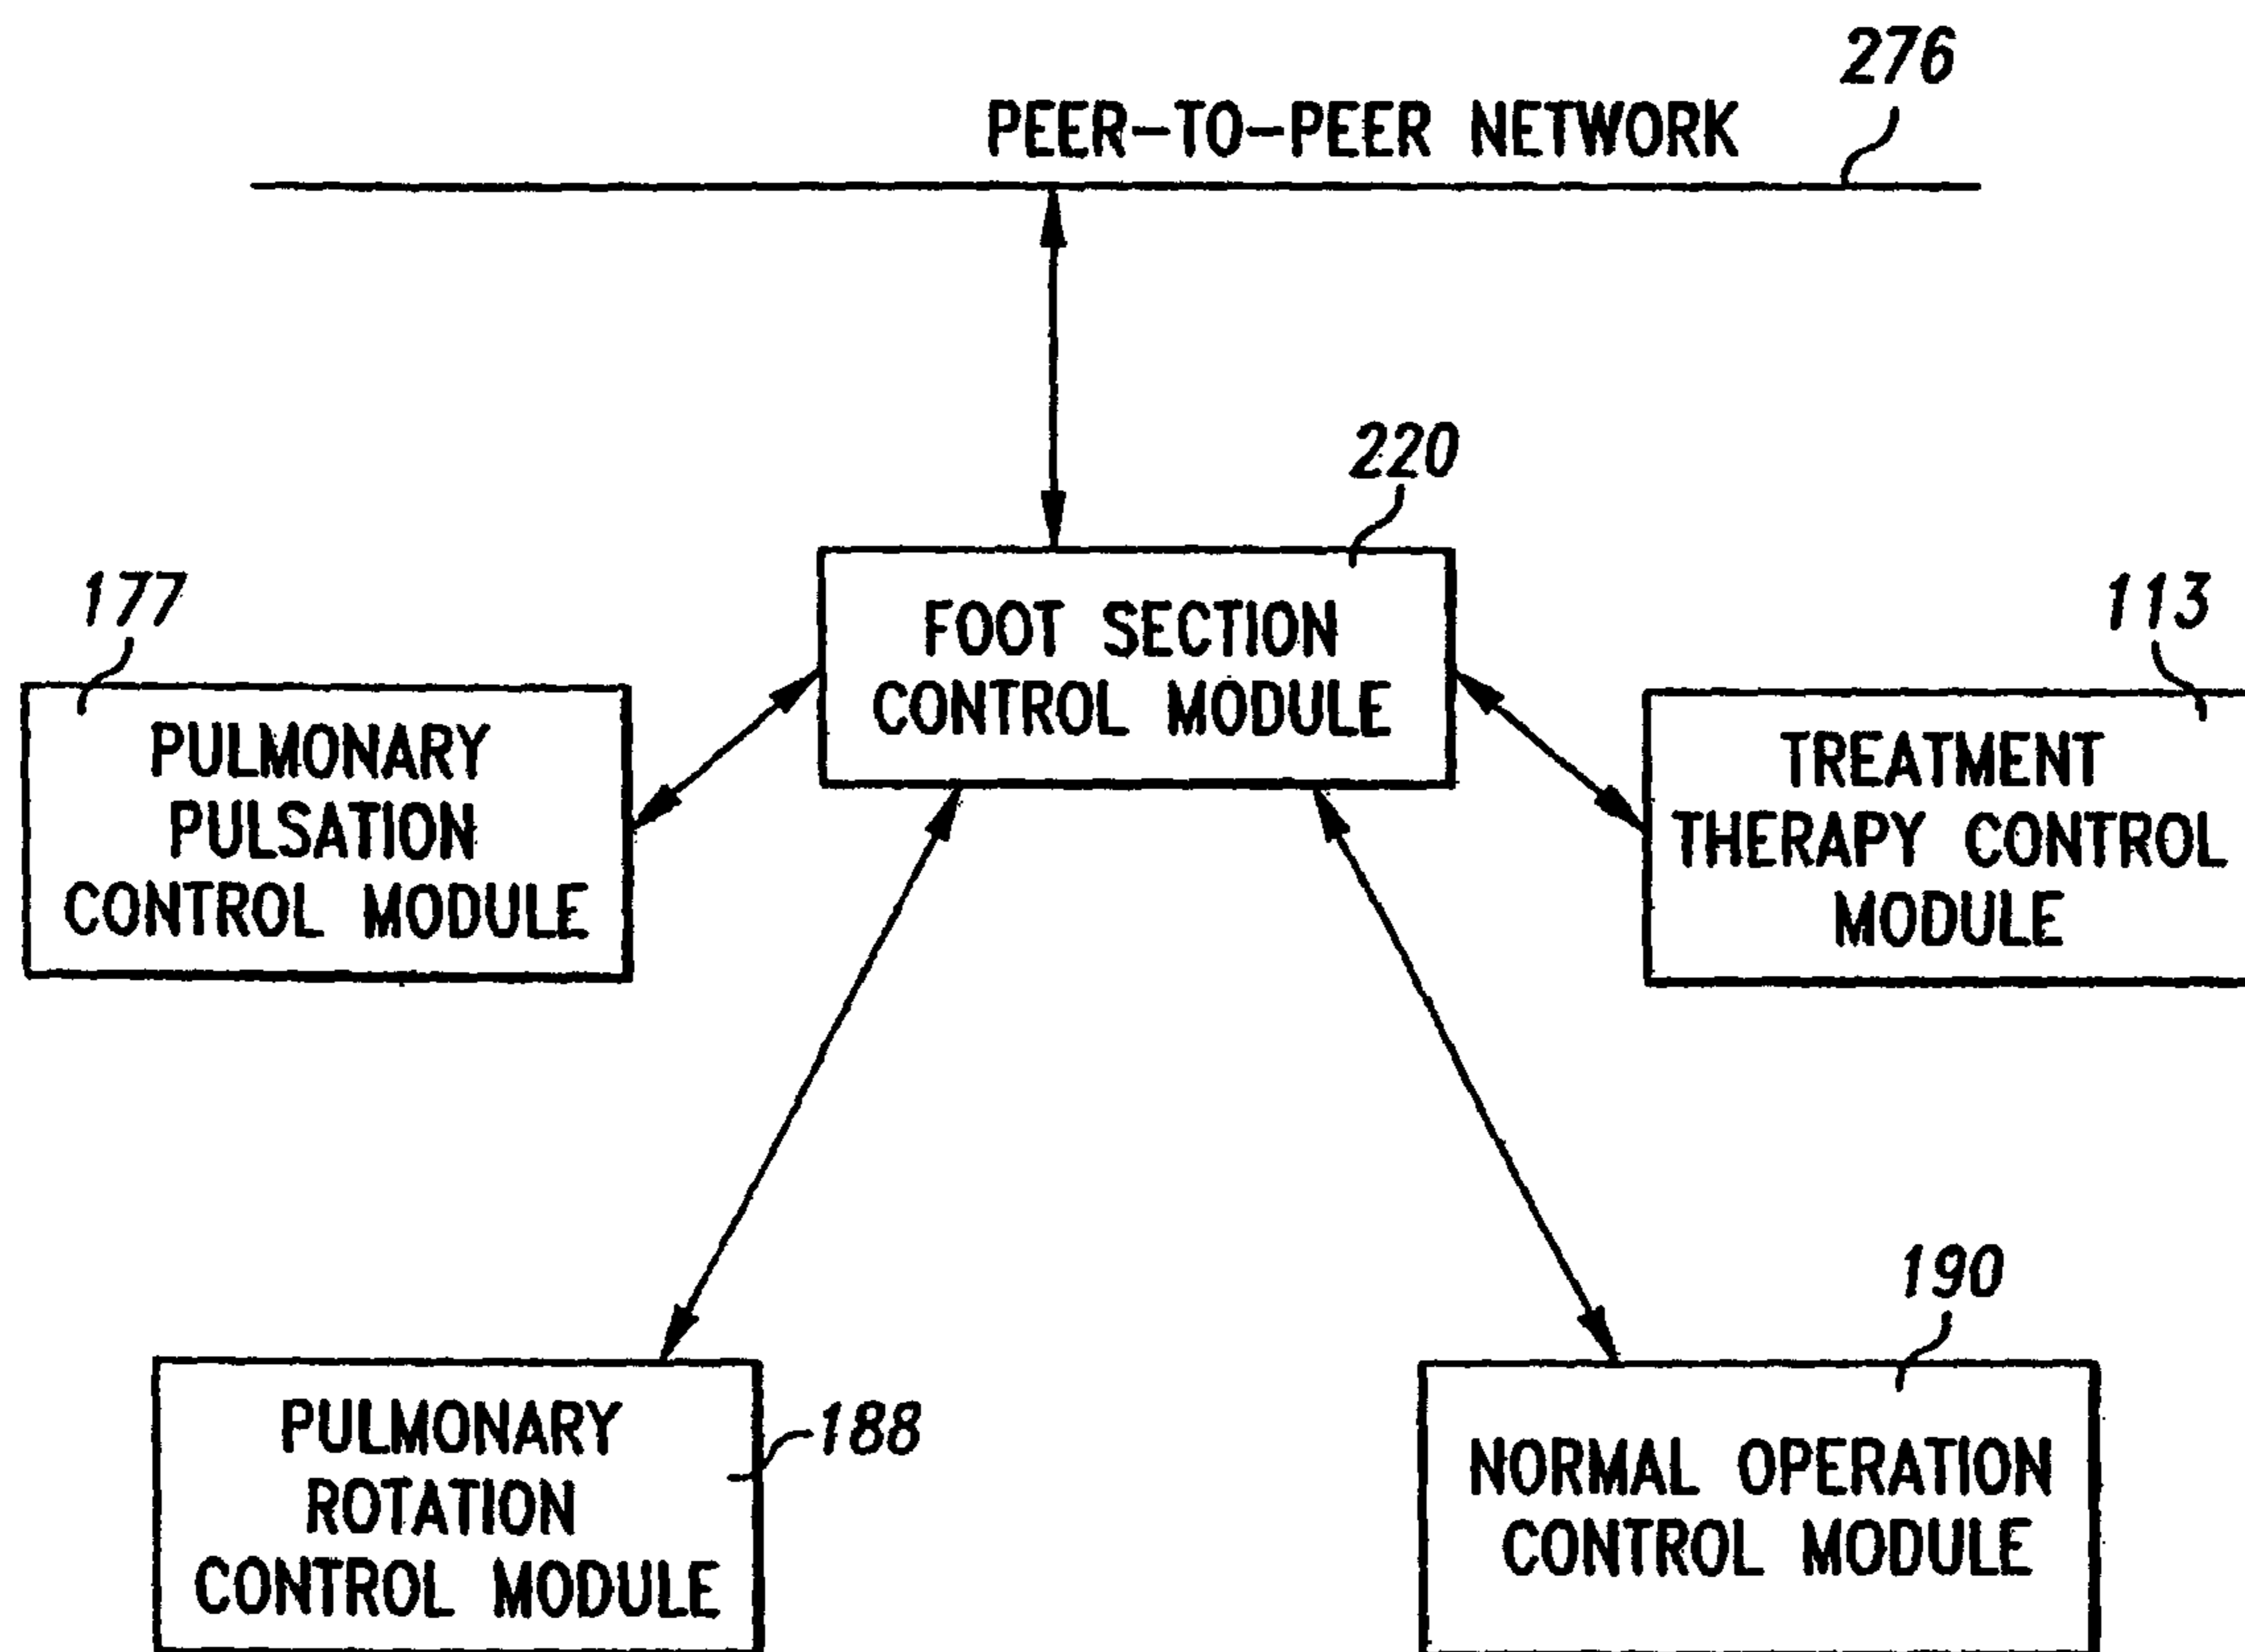 276
PEER-TO-PEER NETWORK
220
FOOT SECTION
CONTROL MODULE
177
PULMONARY
PULSATION
CONTROL MODULE
113
TREATMENT
THERAPY CONTROL
MODULE
PULMONARY
ROTATION
CONTROL MODULE
188
190
NORMAL OPERATION
CONTROL MODULE